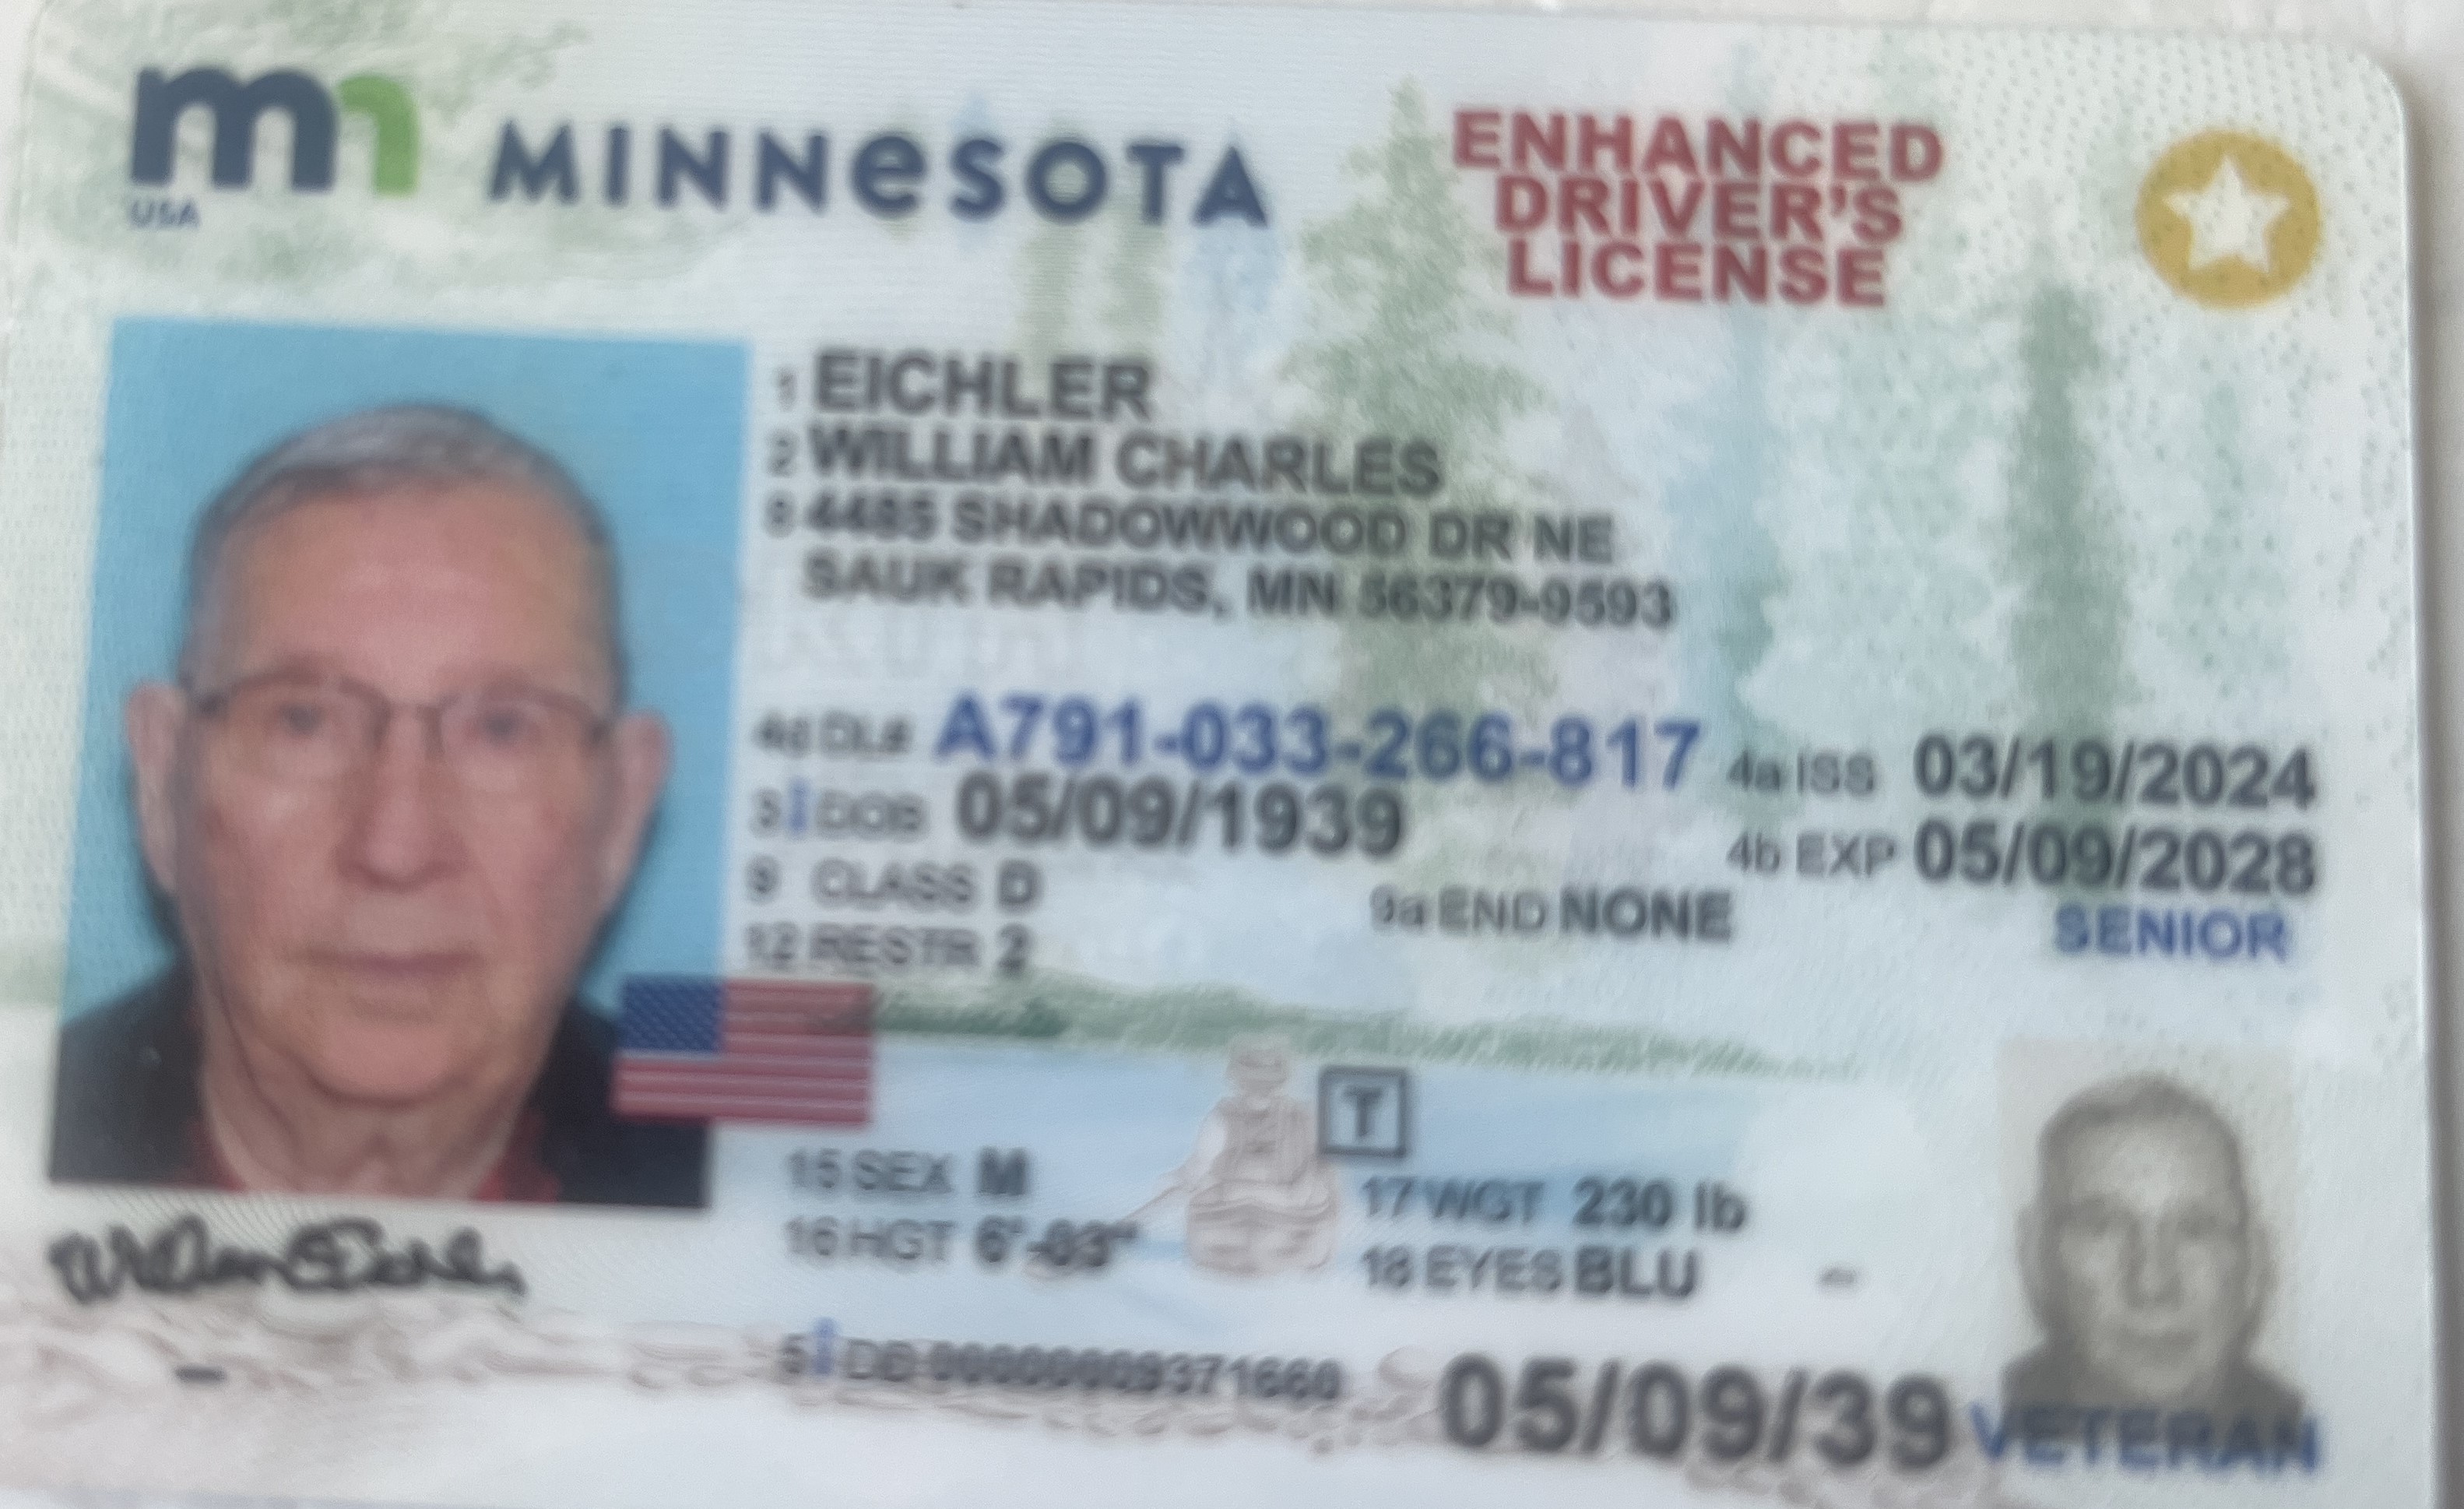 mn
USA
MINNeSOTA
ENHANCED
DRIVER'S
LICENSE
1 EICHLER
2 WILLIAM CHARLES
8 4485 SHADOWWOOD DR NE
SAUK RAPIDS, MN 56379-9593
4d DL# A791-033-266-817 4a ISS 03/19/2024
3 DOB 05/09/1939 4b EXP 05/09/2028
9 CLASS D 9a END NONE SENIOR
12 RESTR 2
T
15 SEX M 17 WGT 230 lb
16 HGT 6'-03" 18 EYES BLU
5 DD 00000009371660
05/09/39 VETERAN